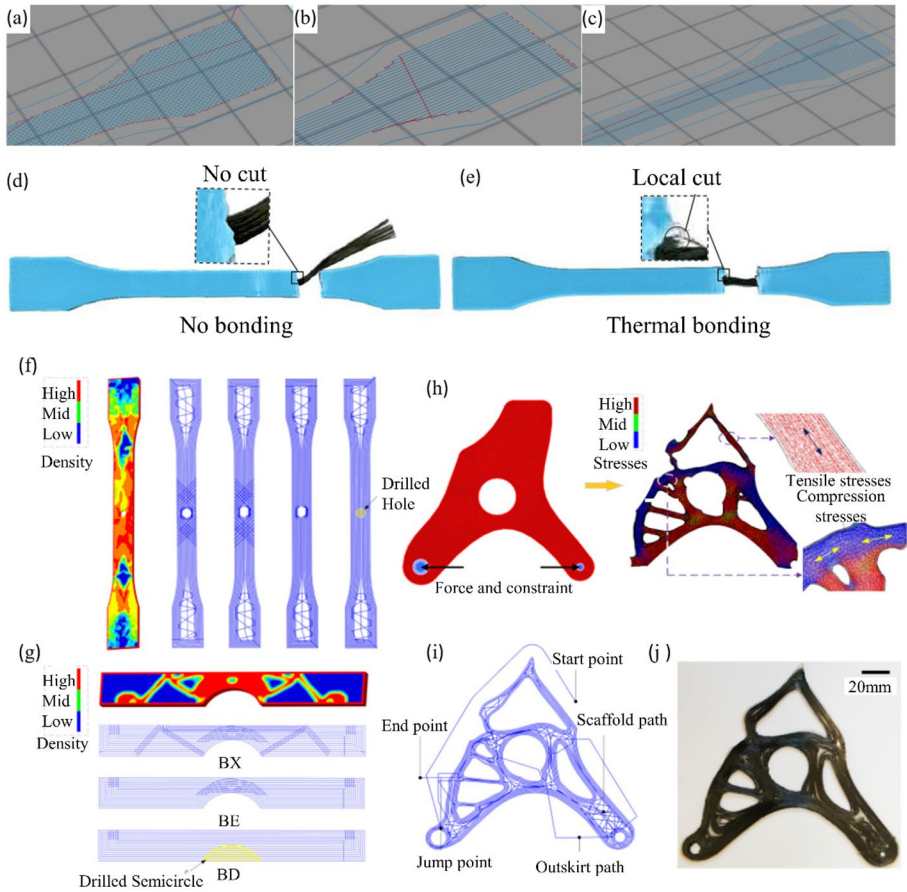 (a)
(b)
(c)
(d)
No cut
No bonding
(e)
Local cut
Thermal bonding
(f)
High
Mid
Low
Density
Drilled
Hole
(g)
High
Mid
Low
Density
BX
BE
BD
Drilled Semicircle
(h)
Force and constraint
High
Mid
Low
Stresses
Tensile stresses
Compression
stresses
(i)
Start point
End point
Scaffold path
Jump point
Outskirt path
(j)
20mm